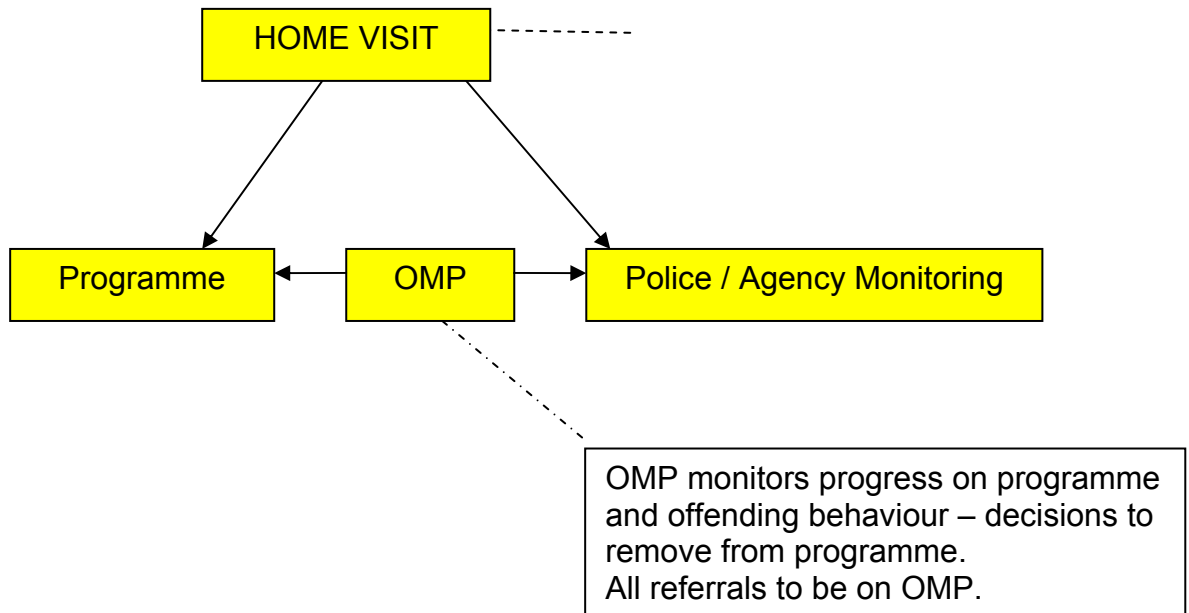 HOME VISIT
Programme
OMP
Police / Agency Monitoring
OMP monitors progress on programme
and offending behaviour – decisions to
remove from programme.
All referrals to be on OMP.